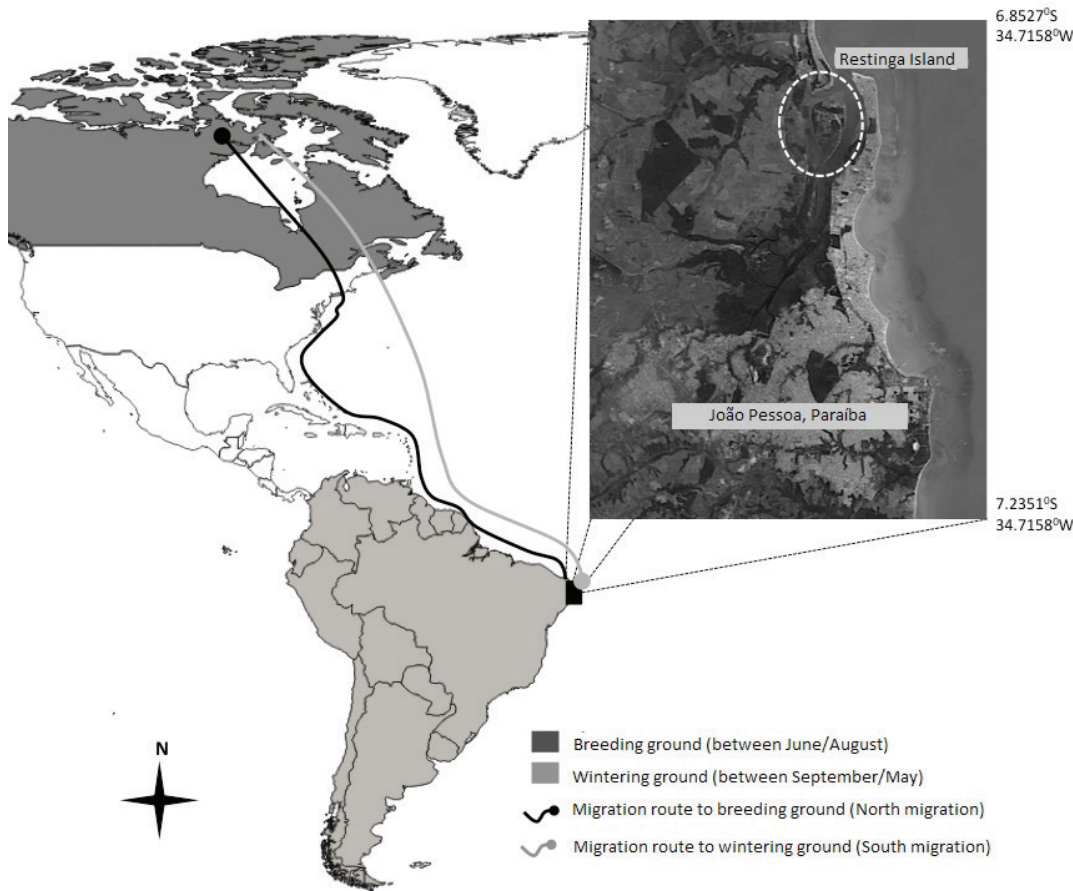 6.8527⁰S
34.7158⁰W
Restinga Island
João Pessoa, Paraíba
7.2351⁰S
34.7158⁰W
N
Breeding ground (between June/August)
Wintering ground (between September/May)
Migration route to breeding ground (North migration)
Migration route to wintering ground (South migration)